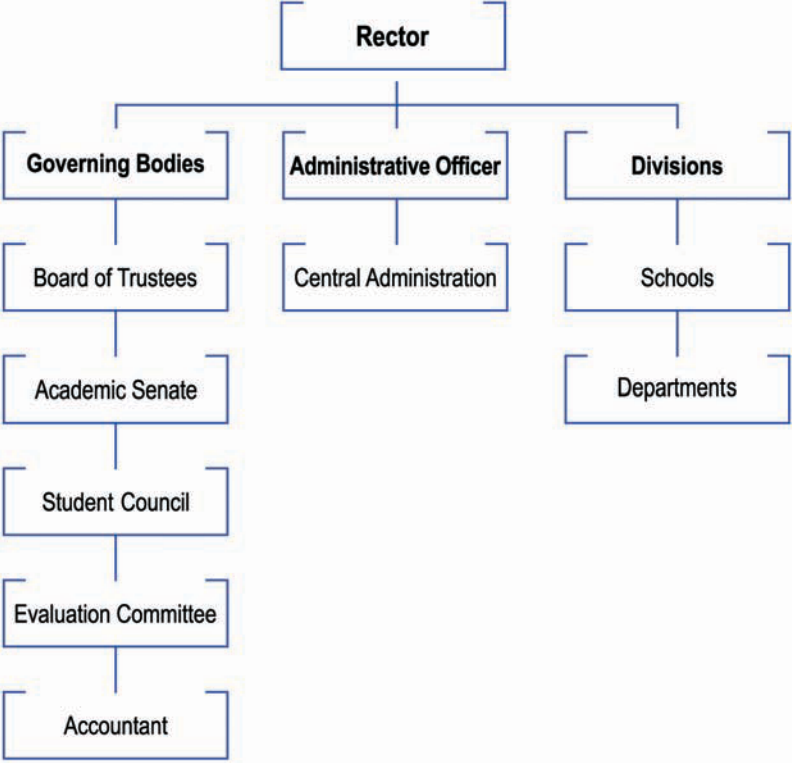 Rector
Governing Bodies
Administrative Officer
Divisions
Board of Trustees
Central Administration
Schools
Academic Senate
Departments
Student Council
Evaluation Committee
Accountant